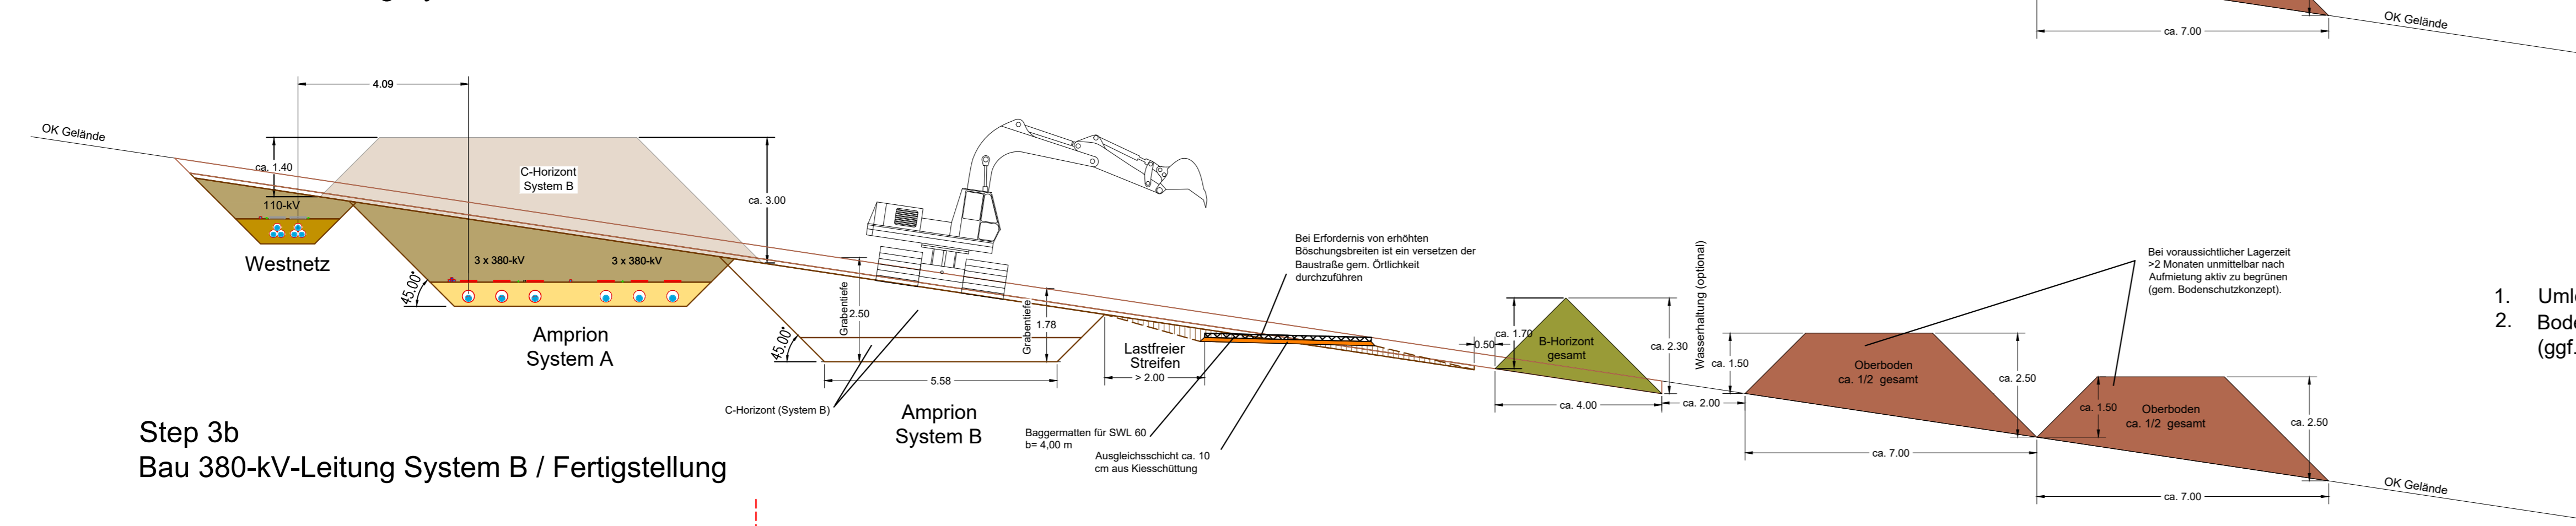 OK Gelände
ca. 7.00
4.09
OK Gelände
ca. 1.40
C-Horizont
System B
110-kV
ca. 3.00
Westnetz
3 x 380-kV
3 x 380-kV
45.00°
Amprion
System A
Grabentiefe
2.50
Grabentiefe
1.78
45.00°
5.58
C-Horizont (System B)
Amprion
System B
Lastfreier
Streifen
> 2.00
Bei Erfordernis von erhöhten
Böschungsbreiten ist ein versetzen der
Baustraße gem. Örtlichkeit
durchzuführen
Baggermatten für SWL 60
b= 4,00 m
Ausgleichsschicht ca. 10
cm aus Kiesschüttung
0.50
ca. 1.70
B-Horizont
gesamt
ca. 2.30
ca. 4.00
Wasserhaltung (optional)
ca. 2.00
ca. 1.50
Oberboden
ca. 1/2 gesamt
ca. 2.50
ca. 7.00
Bei voraussichtlicher Lagerzeit
>2 Monaten unmittelbar nach
Aufmietung aktiv zu begrünen
(gem. Bodenschutzkonzept).
ca. 1.50
Oberboden
ca. 1/2 gesamt
ca. 2.50
ca. 7.00
OK Gelände
1.
2.
(ggf.
Step 3b
Bau 380-kV-Leitung System B / Fertigstellung